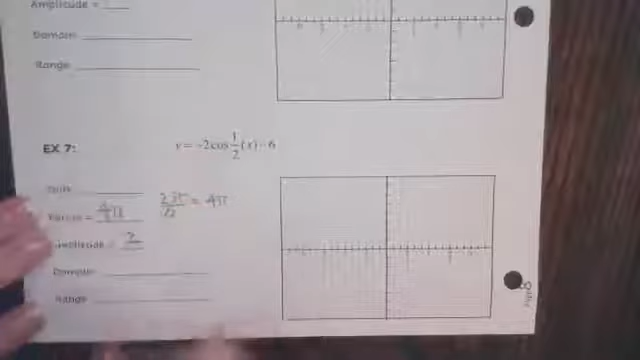 Amplitude =
Domain:
Range:
EX 7: y = -2cos 1/2 (x) - 6
Period = 4π 2π/½ = 4π
Amplitude = 2
Domain:
Range: